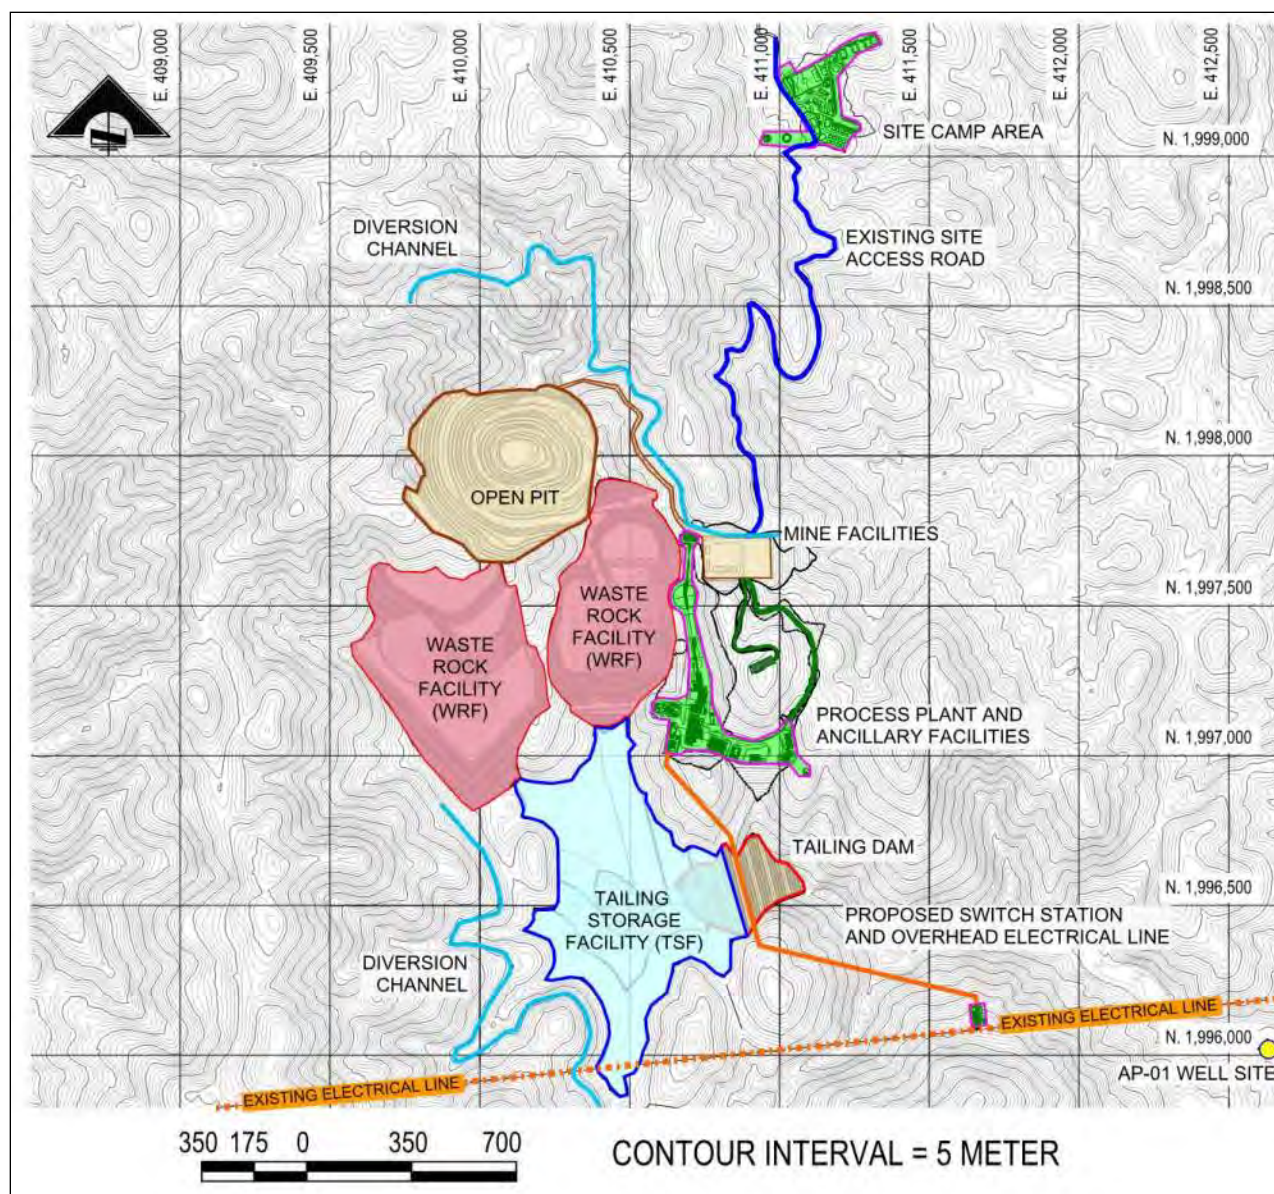 E. 409,000
E. 409,500
E. 410,000
E. 410,500
E. 411,000
E. 411,500
E. 412,000
E. 412,500
SITE CAMP AREA
N. 1,999,000
DIVERSION
CHANNEL
EXISTING SITE
ACCESS ROAD
N. 1,998,500
N. 1,998,000
OPEN PIT
MINE FACILITIES
WASTE
ROCK
FACILITY
(WRF)
N. 1,997,500
WASTE
ROCK
FACILITY
(WRF)
PROCESS PLANT AND
ANCILLARY FACILITIES
N. 1,997,000
TAILING DAM
N. 1,996,500
TAILING
STORAGE
FACILITY (TSF)
PROPOSED SWITCH STATION
AND OVERHEAD ELECTRICAL LINE
DIVERSION
CHANNEL
EXISTING ELECTRICAL LINE
N. 1,996,000
AP-01 WELL SITE
EXISTING ELECTRICAL LINE
350 175 0 350 700
CONTOUR INTERVAL = 5 METER